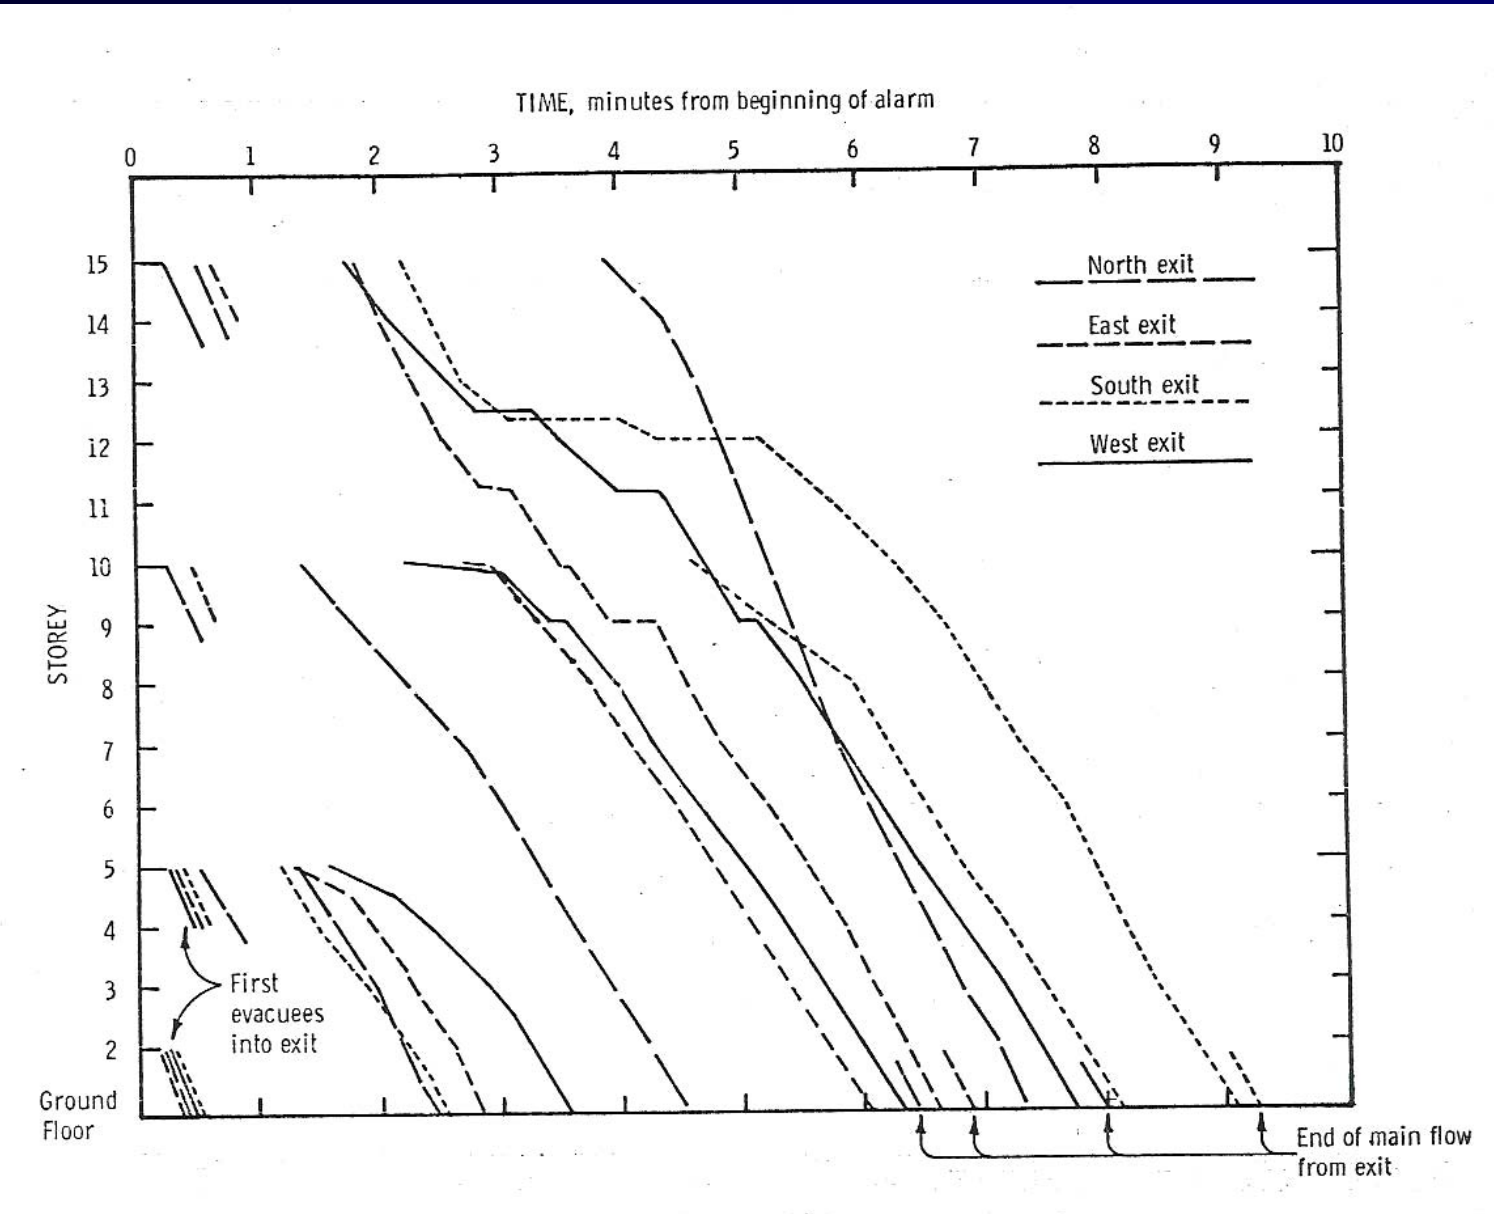 TIME, minutes from beginning of alarm
0 1 2 3 4 5 6 7 8 9 10
15
14
13
12
11
10
9
8
7
6
5
4
3
2
Ground
Floor
STOREY
North exit
East exit
South exit
West exit
First
evacuees
into exit
End of main flow
from exit